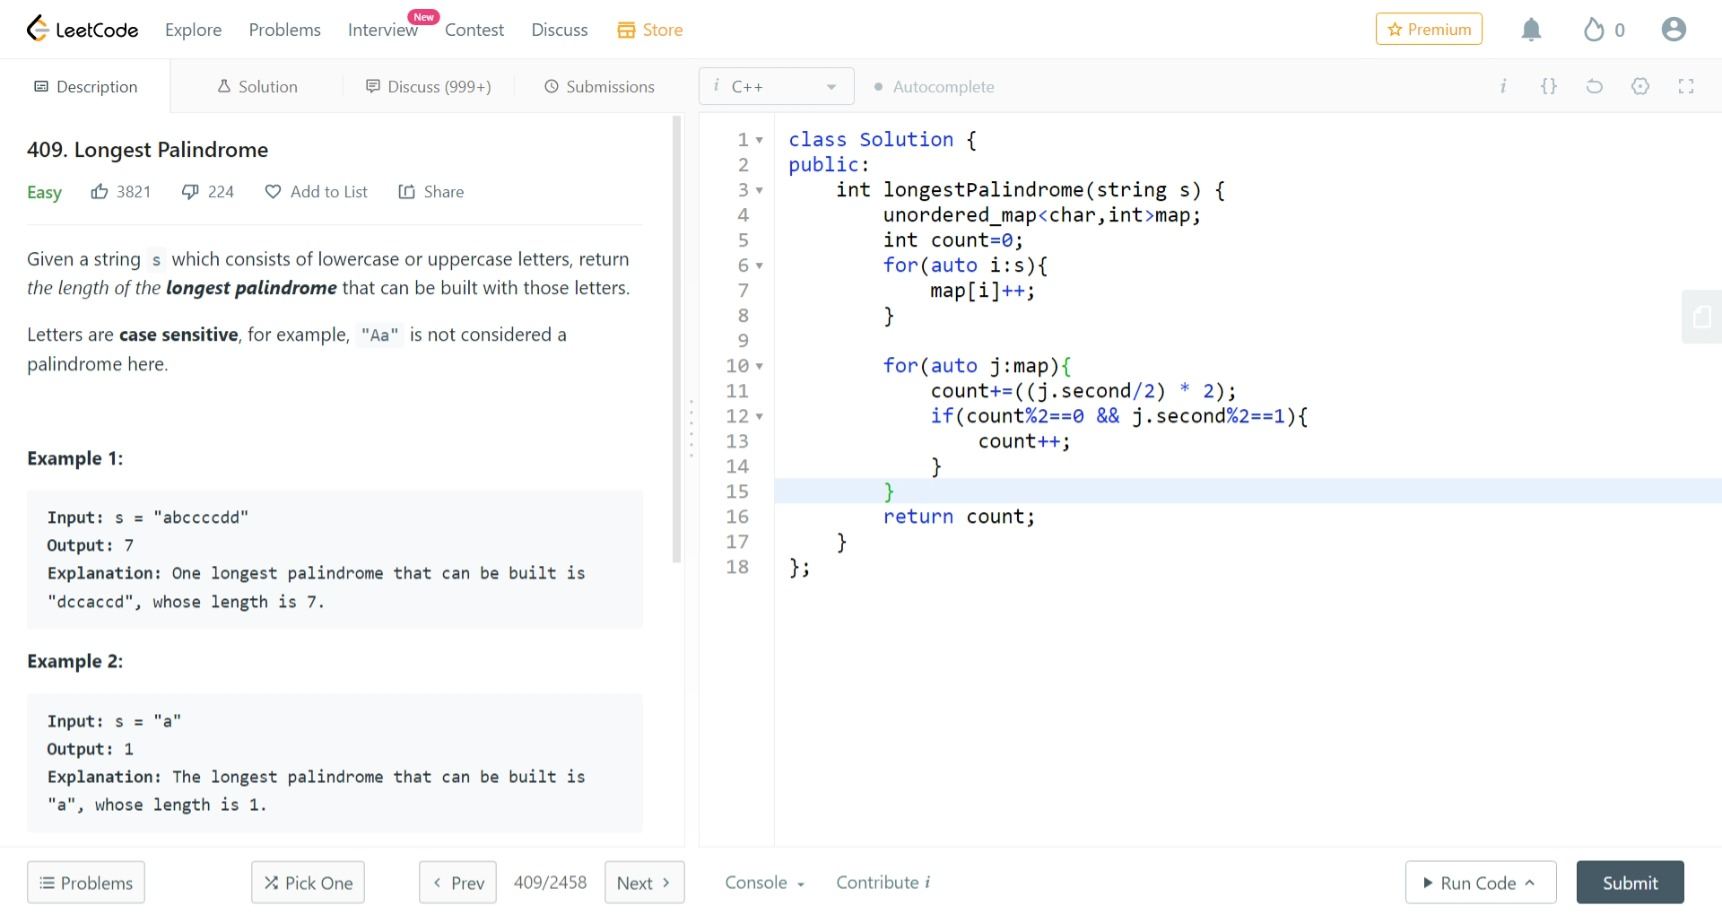 LeetCode Explore Problems Interview New Contest Discuss Store Premium 0
Description Solution Discuss (999+) Submissions i C++ Autocomplete i {}
409. Longest Palindrome
Easy 3821 224 Add to List Share
Given a string s which consists of lowercase or uppercase letters, return
the length of the longest palindrome that can be built with those letters.
Letters are case sensitive, for example, "Aa" is not considered a
palindrome here.
Example 1:
Input: s = "abccccdd"
Output: 7
Explanation: One longest palindrome that can be built is
"dccaccd", whose length is 7.
Example 2:
Input: s = "a"
Output: 1
Explanation: The longest palindrome that can be built is
"a", whose length is 1.
1 class Solution {
2 public:
3 int longestPalindrome(string s) {
4 unordered_map<char,int>map;
5 int count=0;
6 for(auto i:s){
7 map[i]++;
8 }
9
10 for(auto j:map){
11 count+=((j.second/2) * 2);
12 if(count%2==0 && j.second%2==1){
13 count++;
14 }
15 }
16 return count;
17 }
18 };
Problems Pick One Prev 409/2458 Next Console Contribute i Run Code Submit